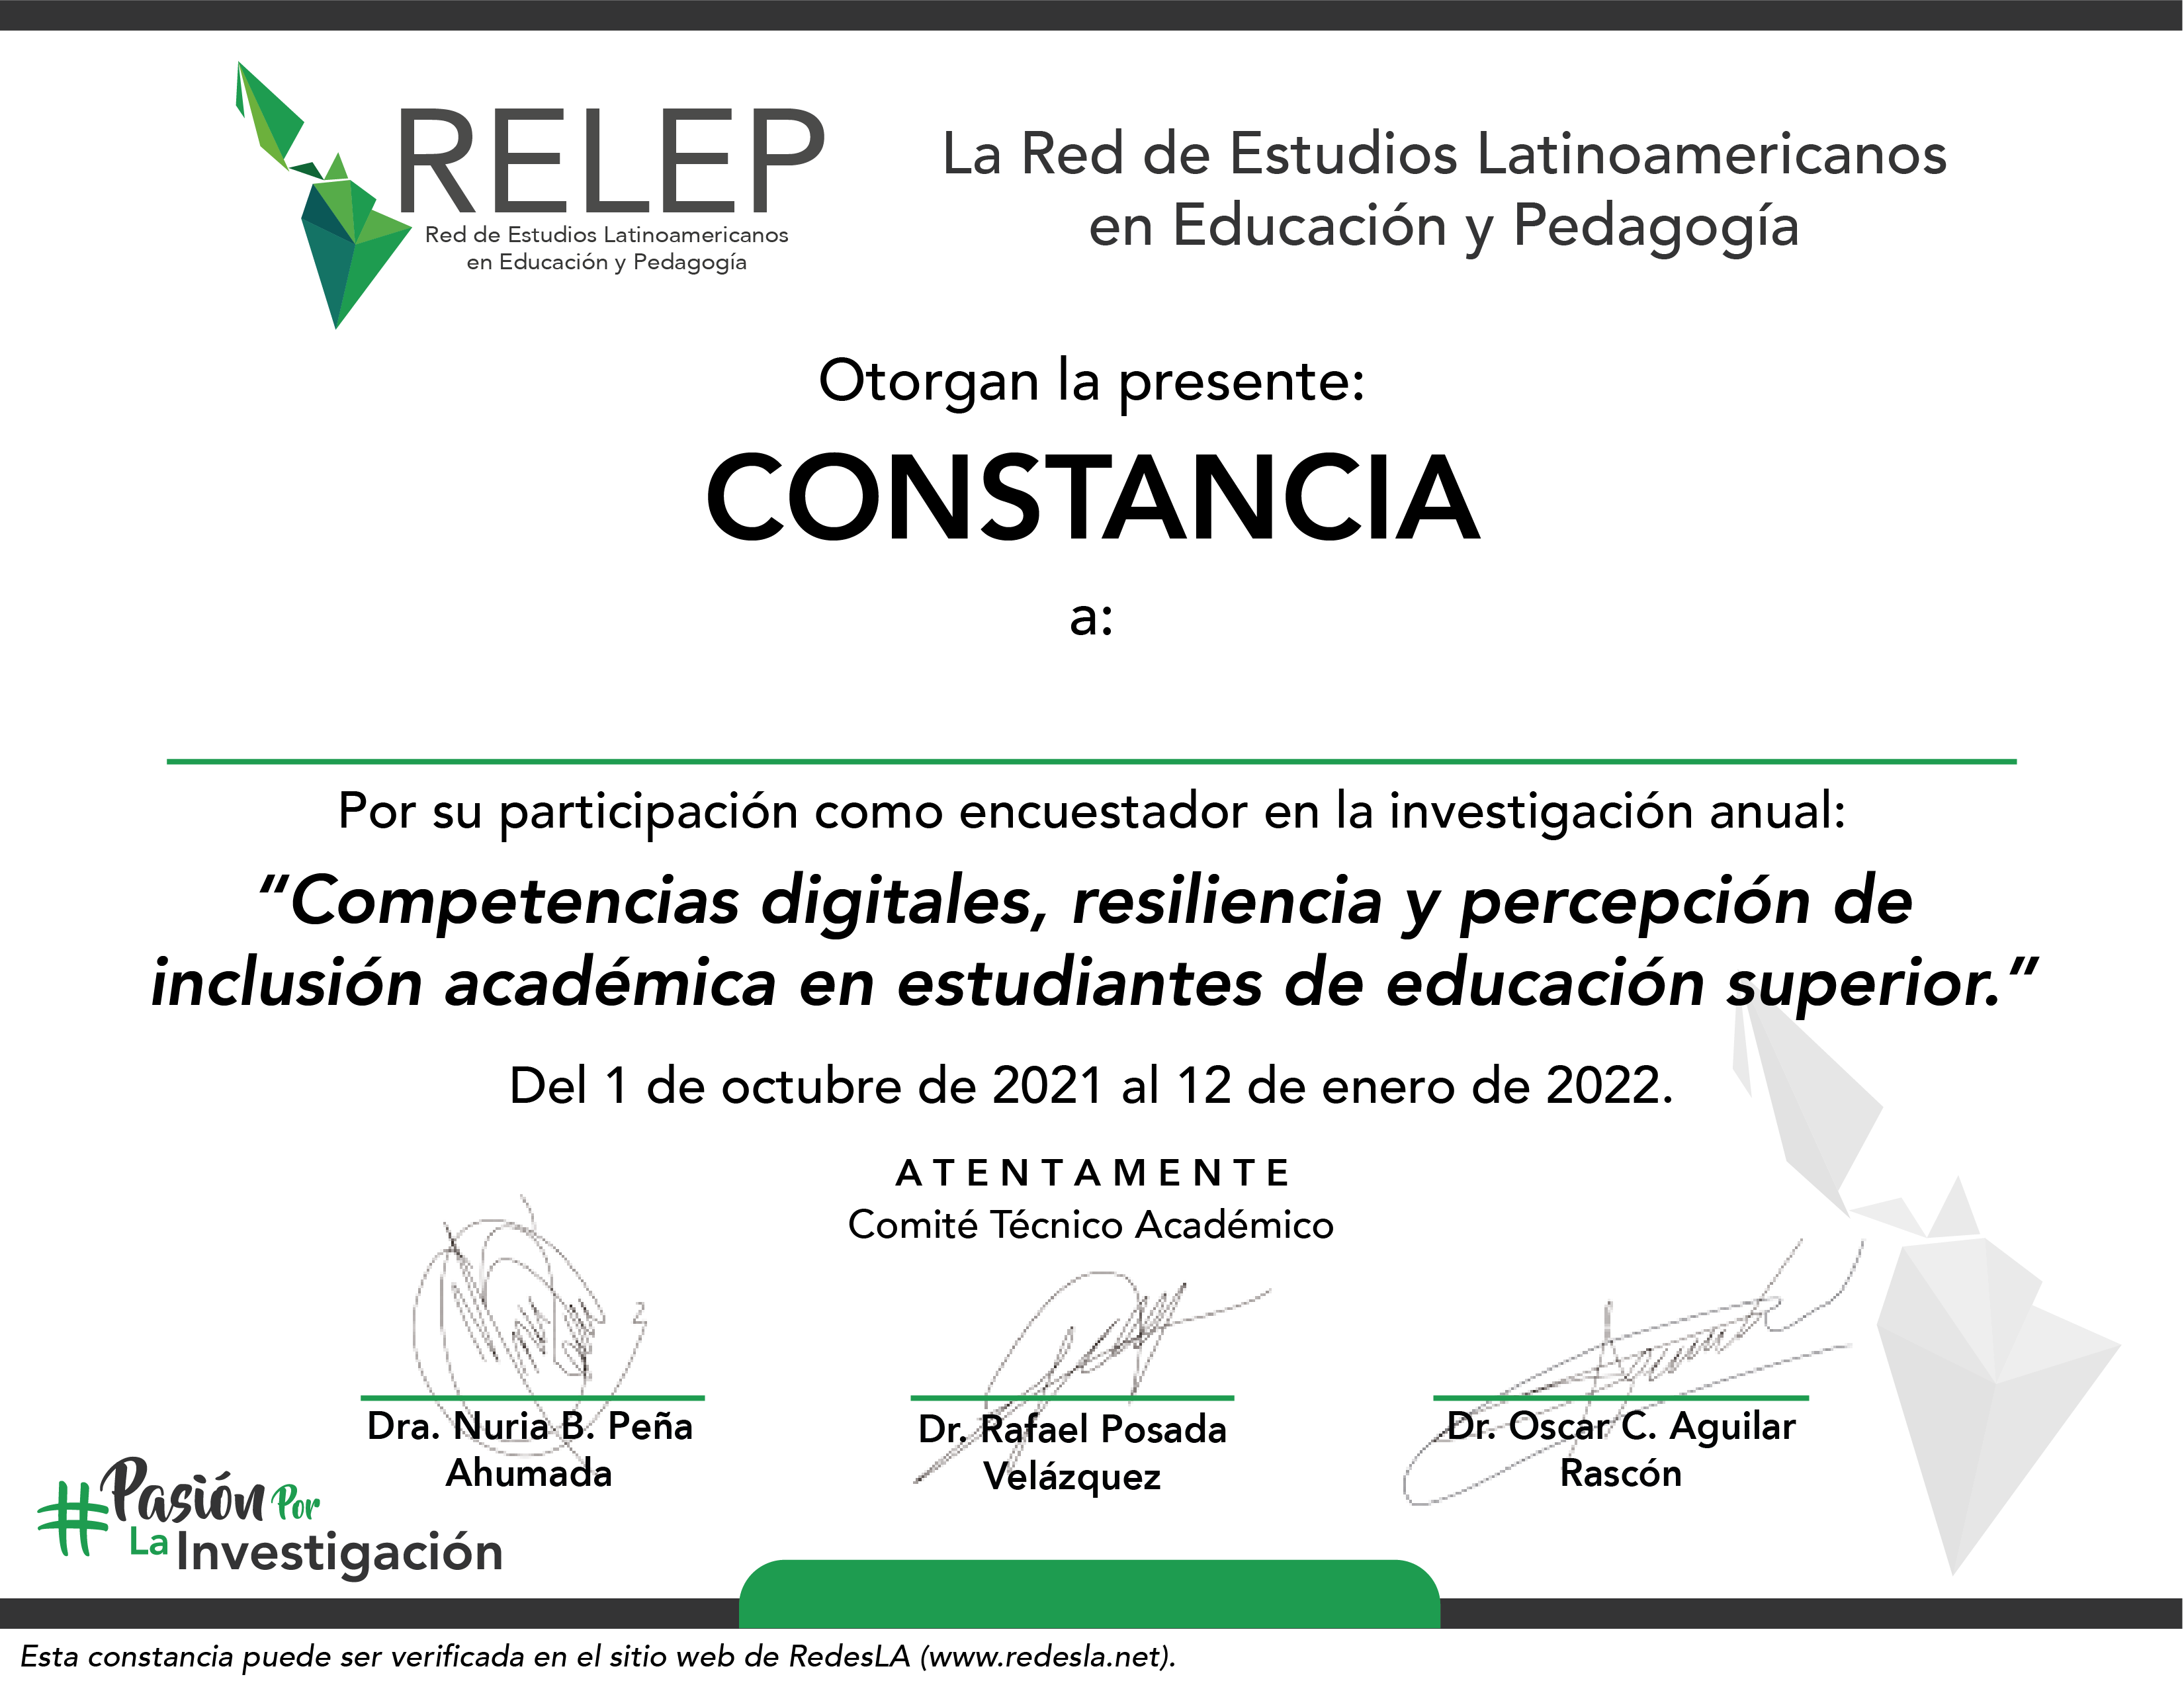 RELEP
Red de Estudios Latinoamericanos
en Educación y Pedagogía
La Red de Estudios Latinoamericanos
en Educación y Pedagogía
Otorgan la presente:
CONSTANCIA
a:
Por su participación como encuestador en la investigación anual:
“Competencias digitales, resiliencia y percepción de
inclusión académica en estudiantes de educación superior.”
Del 1 de octubre de 2021 al 12 de enero de 2022.
ATENTAMENTE
Comité Técnico Académico
Dra. Nuria B. Peña
Ahumada
Dr. Rafael Posada
Velázquez
Dr. Oscar C. Aguilar
Rascón
#Pasión Por
La Investigación
Esta constancia puede ser verificada en el sitio web de RedesLA (www.redesla.net).